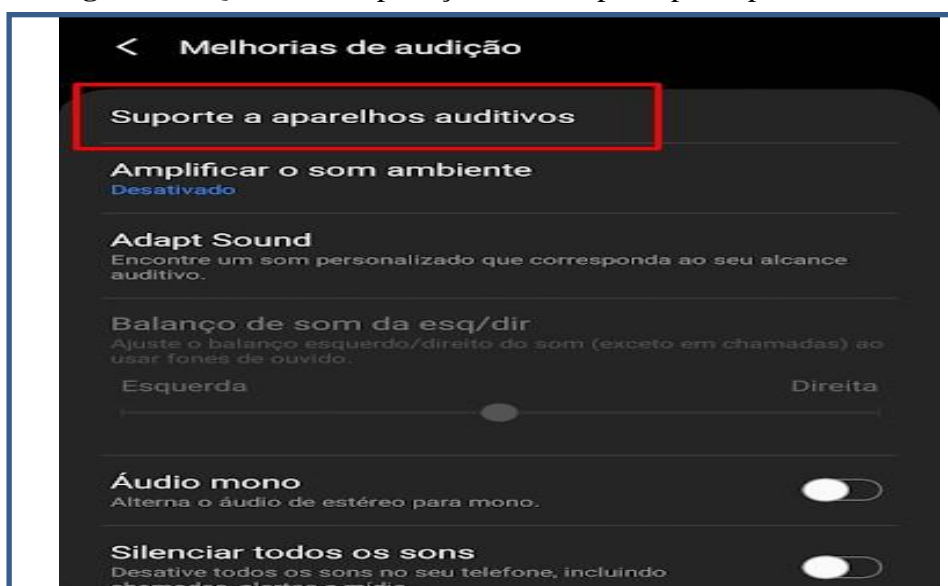 < Melhorias de audição
Suporte a aparelhos auditivos
Amplificar o som ambiente
Desativado
Adapt Sound
Encontre um som personalizado que corresponda ao seu alcance
auditivo.
Balanço de som da esq/dir
Ajuste o balanço esquerdo/direito do som (exceto em chamadas) ao
usar fones de ouvido.
Esquerda Direita
Áudio mono
Alterna o áudio de estéreo para mono.
Silenciar todos os sons
Desative todos os sons no seu telefone, incluindo